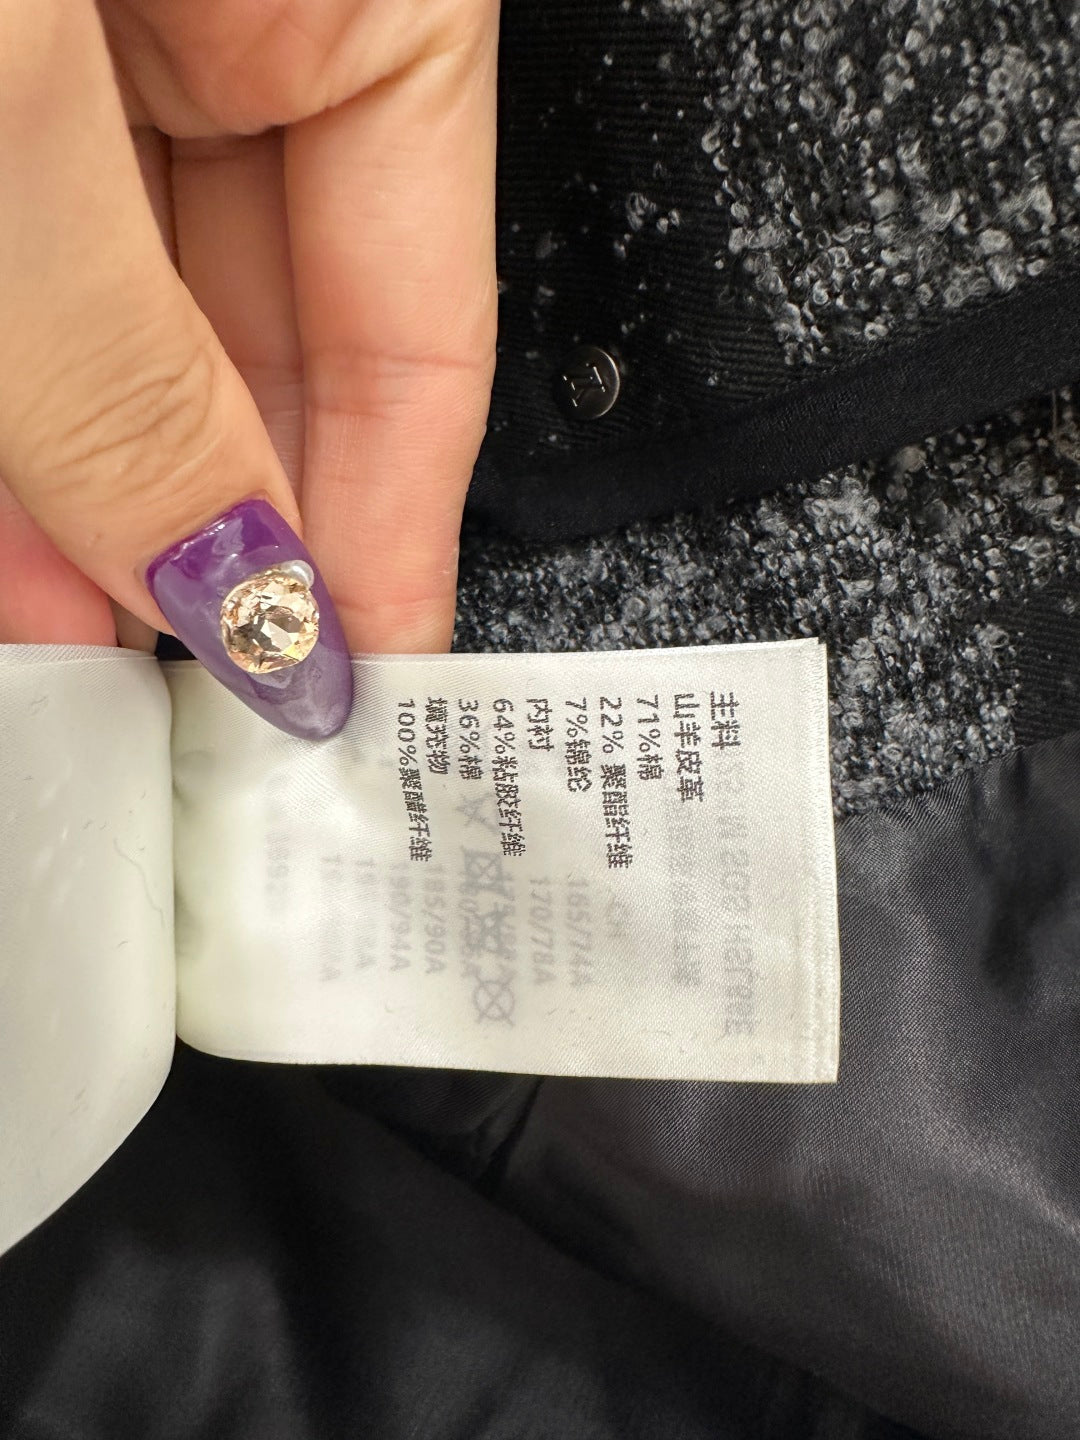 主料
山羊皮革
71%棉
22% 聚酯纤维
7%锦纶
内衬
64%粘胶纤维
36%棉
填充物
100%聚酯纤维
165/74A
170/78A
185/90A
190/94A